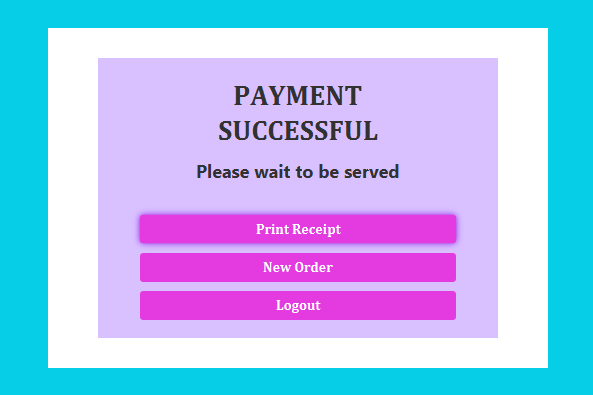 PAYMENT
SUCCESSFUL
Please wait to be served
Print Receipt
New Order
Logout